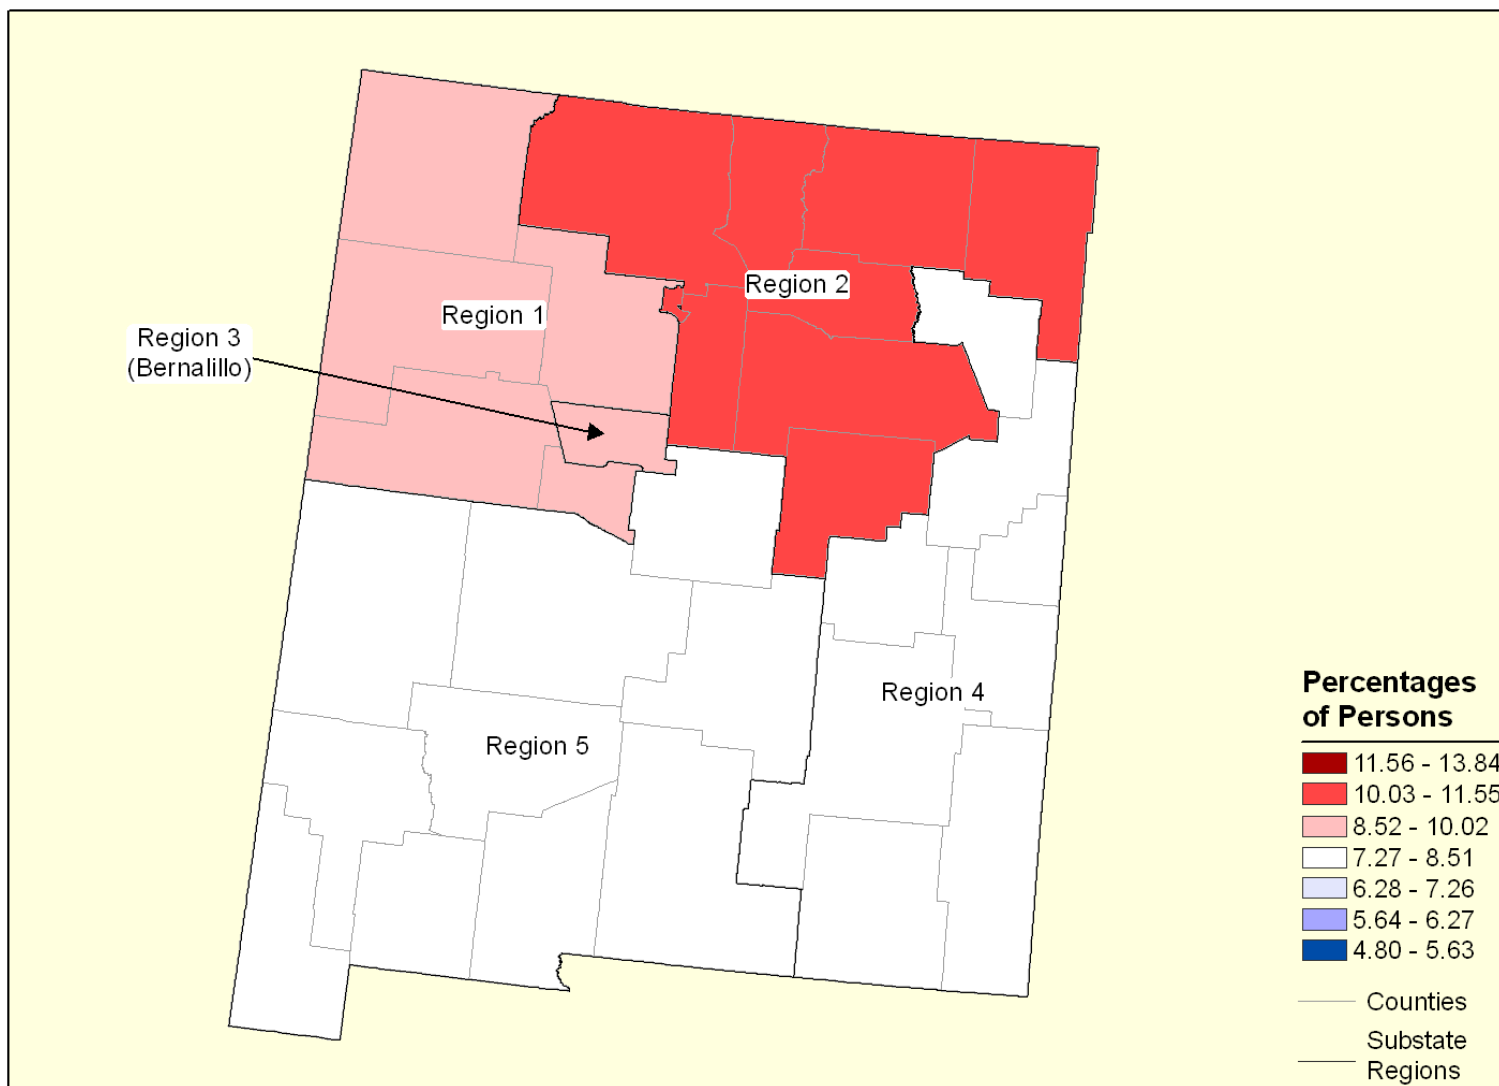 Region 2
Region 1
Region 3
(Bernalillo)
Region 4
Region 5
Percentages
of Persons
11.56 - 13.84
10.03 - 11.55
8.52 - 10.02
7.27 - 8.51
6.28 - 7.26
5.64 - 6.27
4.80 - 5.63
Counties
Substate
Regions